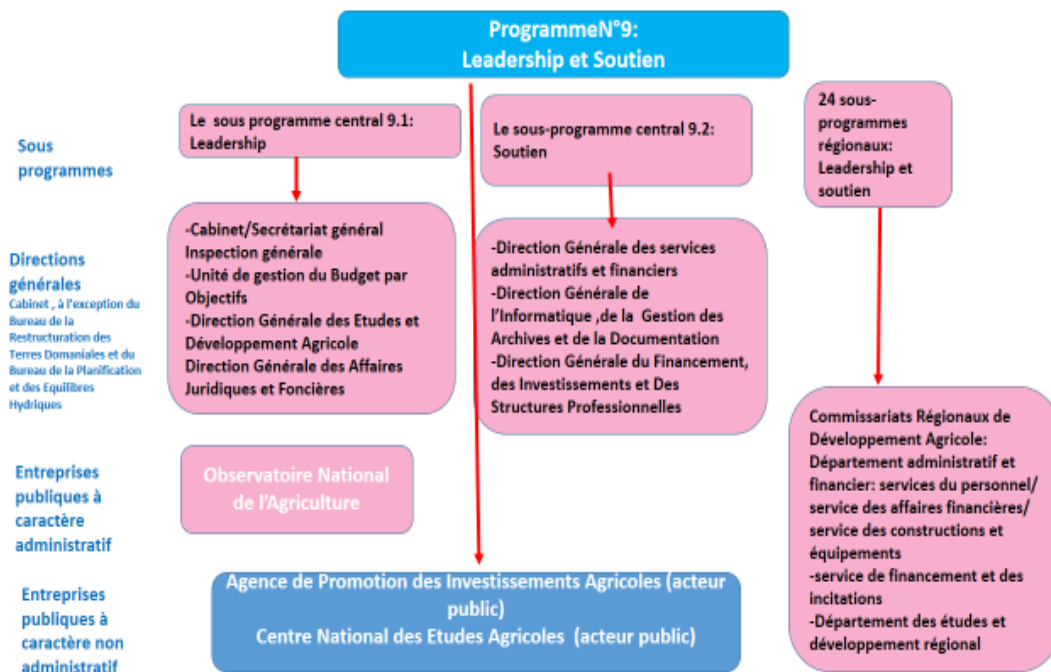 ProgrammeN°9:
Leadership et Soutien
Sous
programmes
Le sous programme central 9.1:
Leadership
Le sous-programme central 9.2:
Soutien
24 sous-
programmes
régionaux:
Leadership et
soutien
Directions
générales
Cabinet , à l'exception du
Bureau de la
Restructuration des
Terres Domaniales et du
Bureau de la Planification
et des Equilibres
Hydriques
-Cabinet/Secrétariat général
Inspection générale
-Unité de gestion du Budget par
Objectifs
-Direction Générale des Etudes et
Développement Agricole
Direction Générale des Affaires
Juridiques et Foncières
-Direction Générale des services
administratifs et financiers
-Direction Générale de
l'Informatique ,de la Gestion des
Archives et de la Documentation
-Direction Générale du Financement,
des Investissements et Des
Structures Professionnelles
Commissariats Régionaux de
Développement Agricole:
Département administratif et
financier: services du personnel/
service des affaires financières/
service des constructions et
équipements
-service de financement et des
incitations
-Département des études et
développement régional
Entreprises
publiques à
caractère
administratif
Observatoire National
de l'Agriculture
Entreprises
publiques à
caractère non
administratif
Agence de Promotion des Investissements Agricoles (acteur
public)
Centre National des Etudes Agricoles (acteur public)